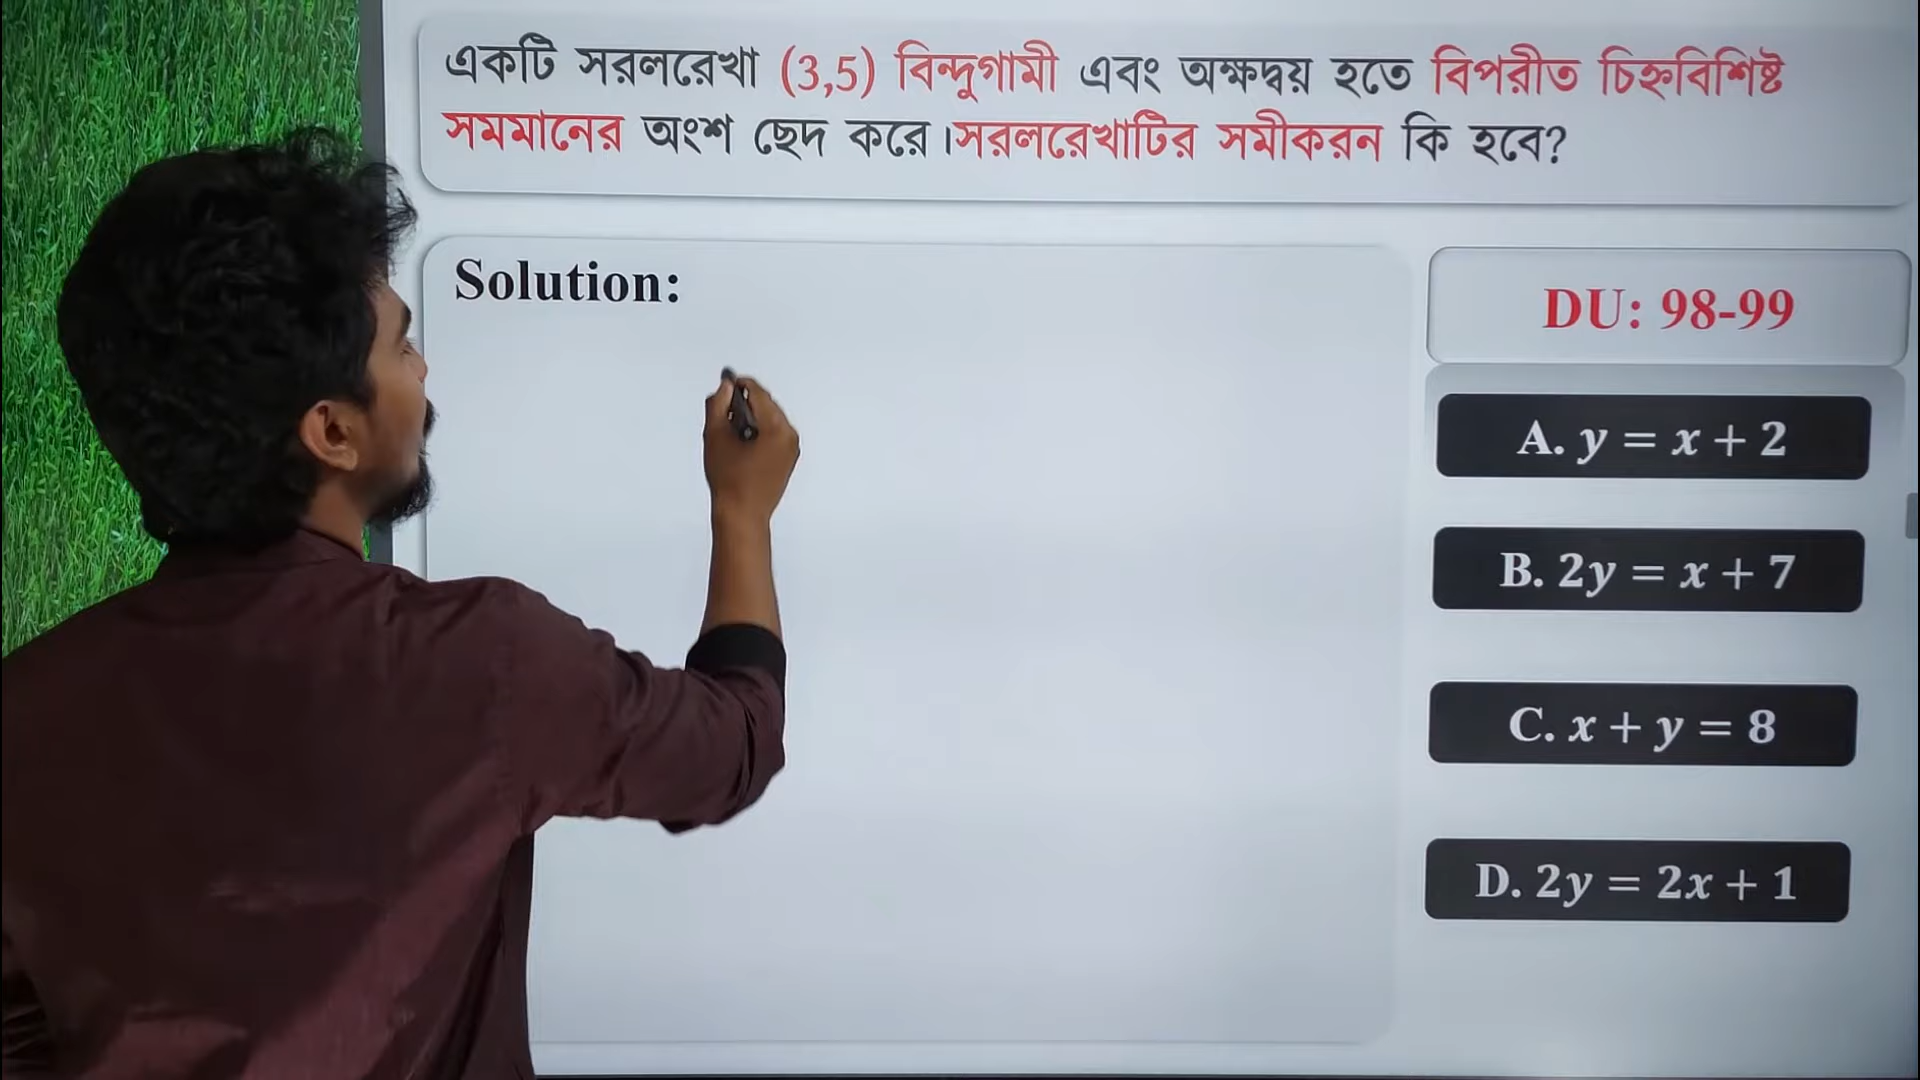 একটি সরলরেখা (3,5) বিন্দুগামী এবং অক্ষদ্বয় হতে বিপরীত চিহ্নবিশিষ্ট
সমমানের অংশ ছেদ করে।সরলরেখাটির সমীকরন কি হবে?
Solution:
DU: 98-99
A. y = x + 2
B. 2y = x + 7
C. x + y = 8
D. 2y = 2x + 1